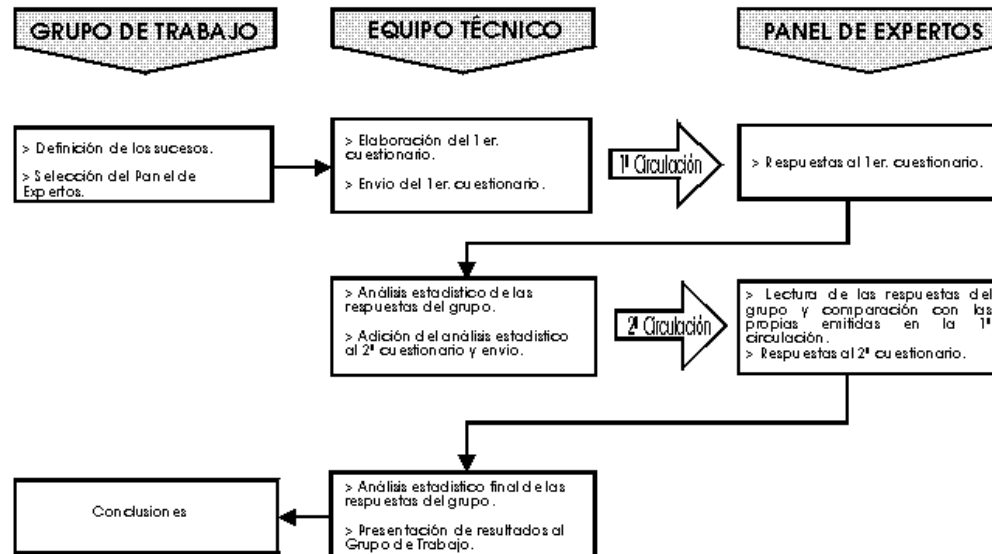 GRUPO DE TRABAJO
EQUIPO TÉCNICO
PANEL DE EXPERTOS
> Definición de los sucesos.
> Selección del Panel de
Expertos.
> Elaboración del 1er.
cuestionario.
> Envio del 1er. cuestionario.
1ª Circulación
> Respuestas al 1er. cuestionario.
> Análisis estadístico de las
respuestas del grupo.
> Adición del análisis estadístico
al 2º cuestionario y envio.
2ª Circulación
> Lectura de las respuestas del
grupo y comparación con las
propias emitidas en la 1ª
circulación.
> Respuestas al 2º cuestionario.
> Análisis estadístico final de las
respuestas del grupo.
> Presentación de resultados al
Grupo de Trabajo.
Conclusiones